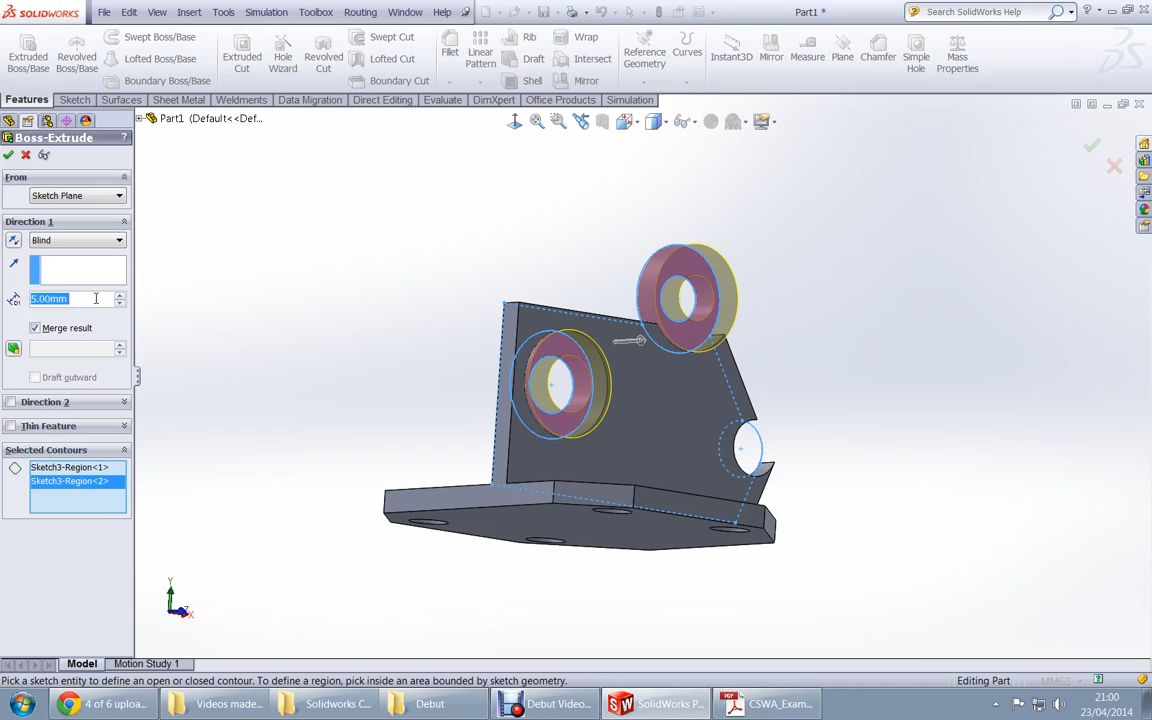 SOLIDWORKS File Edit View Insert Tools Simulation Toolbox Routing Window Help Part1 * Search SolidWorks Help
Extruded Boss/Base Revolved Boss/Base Swept Boss/Base Lofted Boss/Base Boundary Boss/Base Extruded Cut Hole Wizard Revolved Cut Swept Cut Lofted Cut Boundary Cut Fillet Linear Pattern Rib Draft Shell Wrap Intersect Mirror Reference Geometry Curves Instant3D Mirror Measure Plane Chamfer Simple Hole Mass Properties
Features Sketch Surfaces Sheet Metal Weldments Data Migration Direct Editing Evaluate DimXpert Office Products Simulation
Part1 (Default<<Def...
Boss-Extrude ?
From
Sketch Plane
Direction 1
Blind
5.00mm
Merge result
Draft outward
Direction 2
Thin Feature
Selected Contours
Sketch3-Region<1>
Sketch3-Region<2>
Y
Z X
Model Motion Study 1
Pick a sketch entity to define an open or closed contour. To define a region, pick inside an area bounded by sketch geometry. Editing Part MMGS
4 of 6 uploa... Videos made... Solidworks C... Debut Debut Video... SolidWorks P... CSWA_Exam... 21:00
23/04/2014